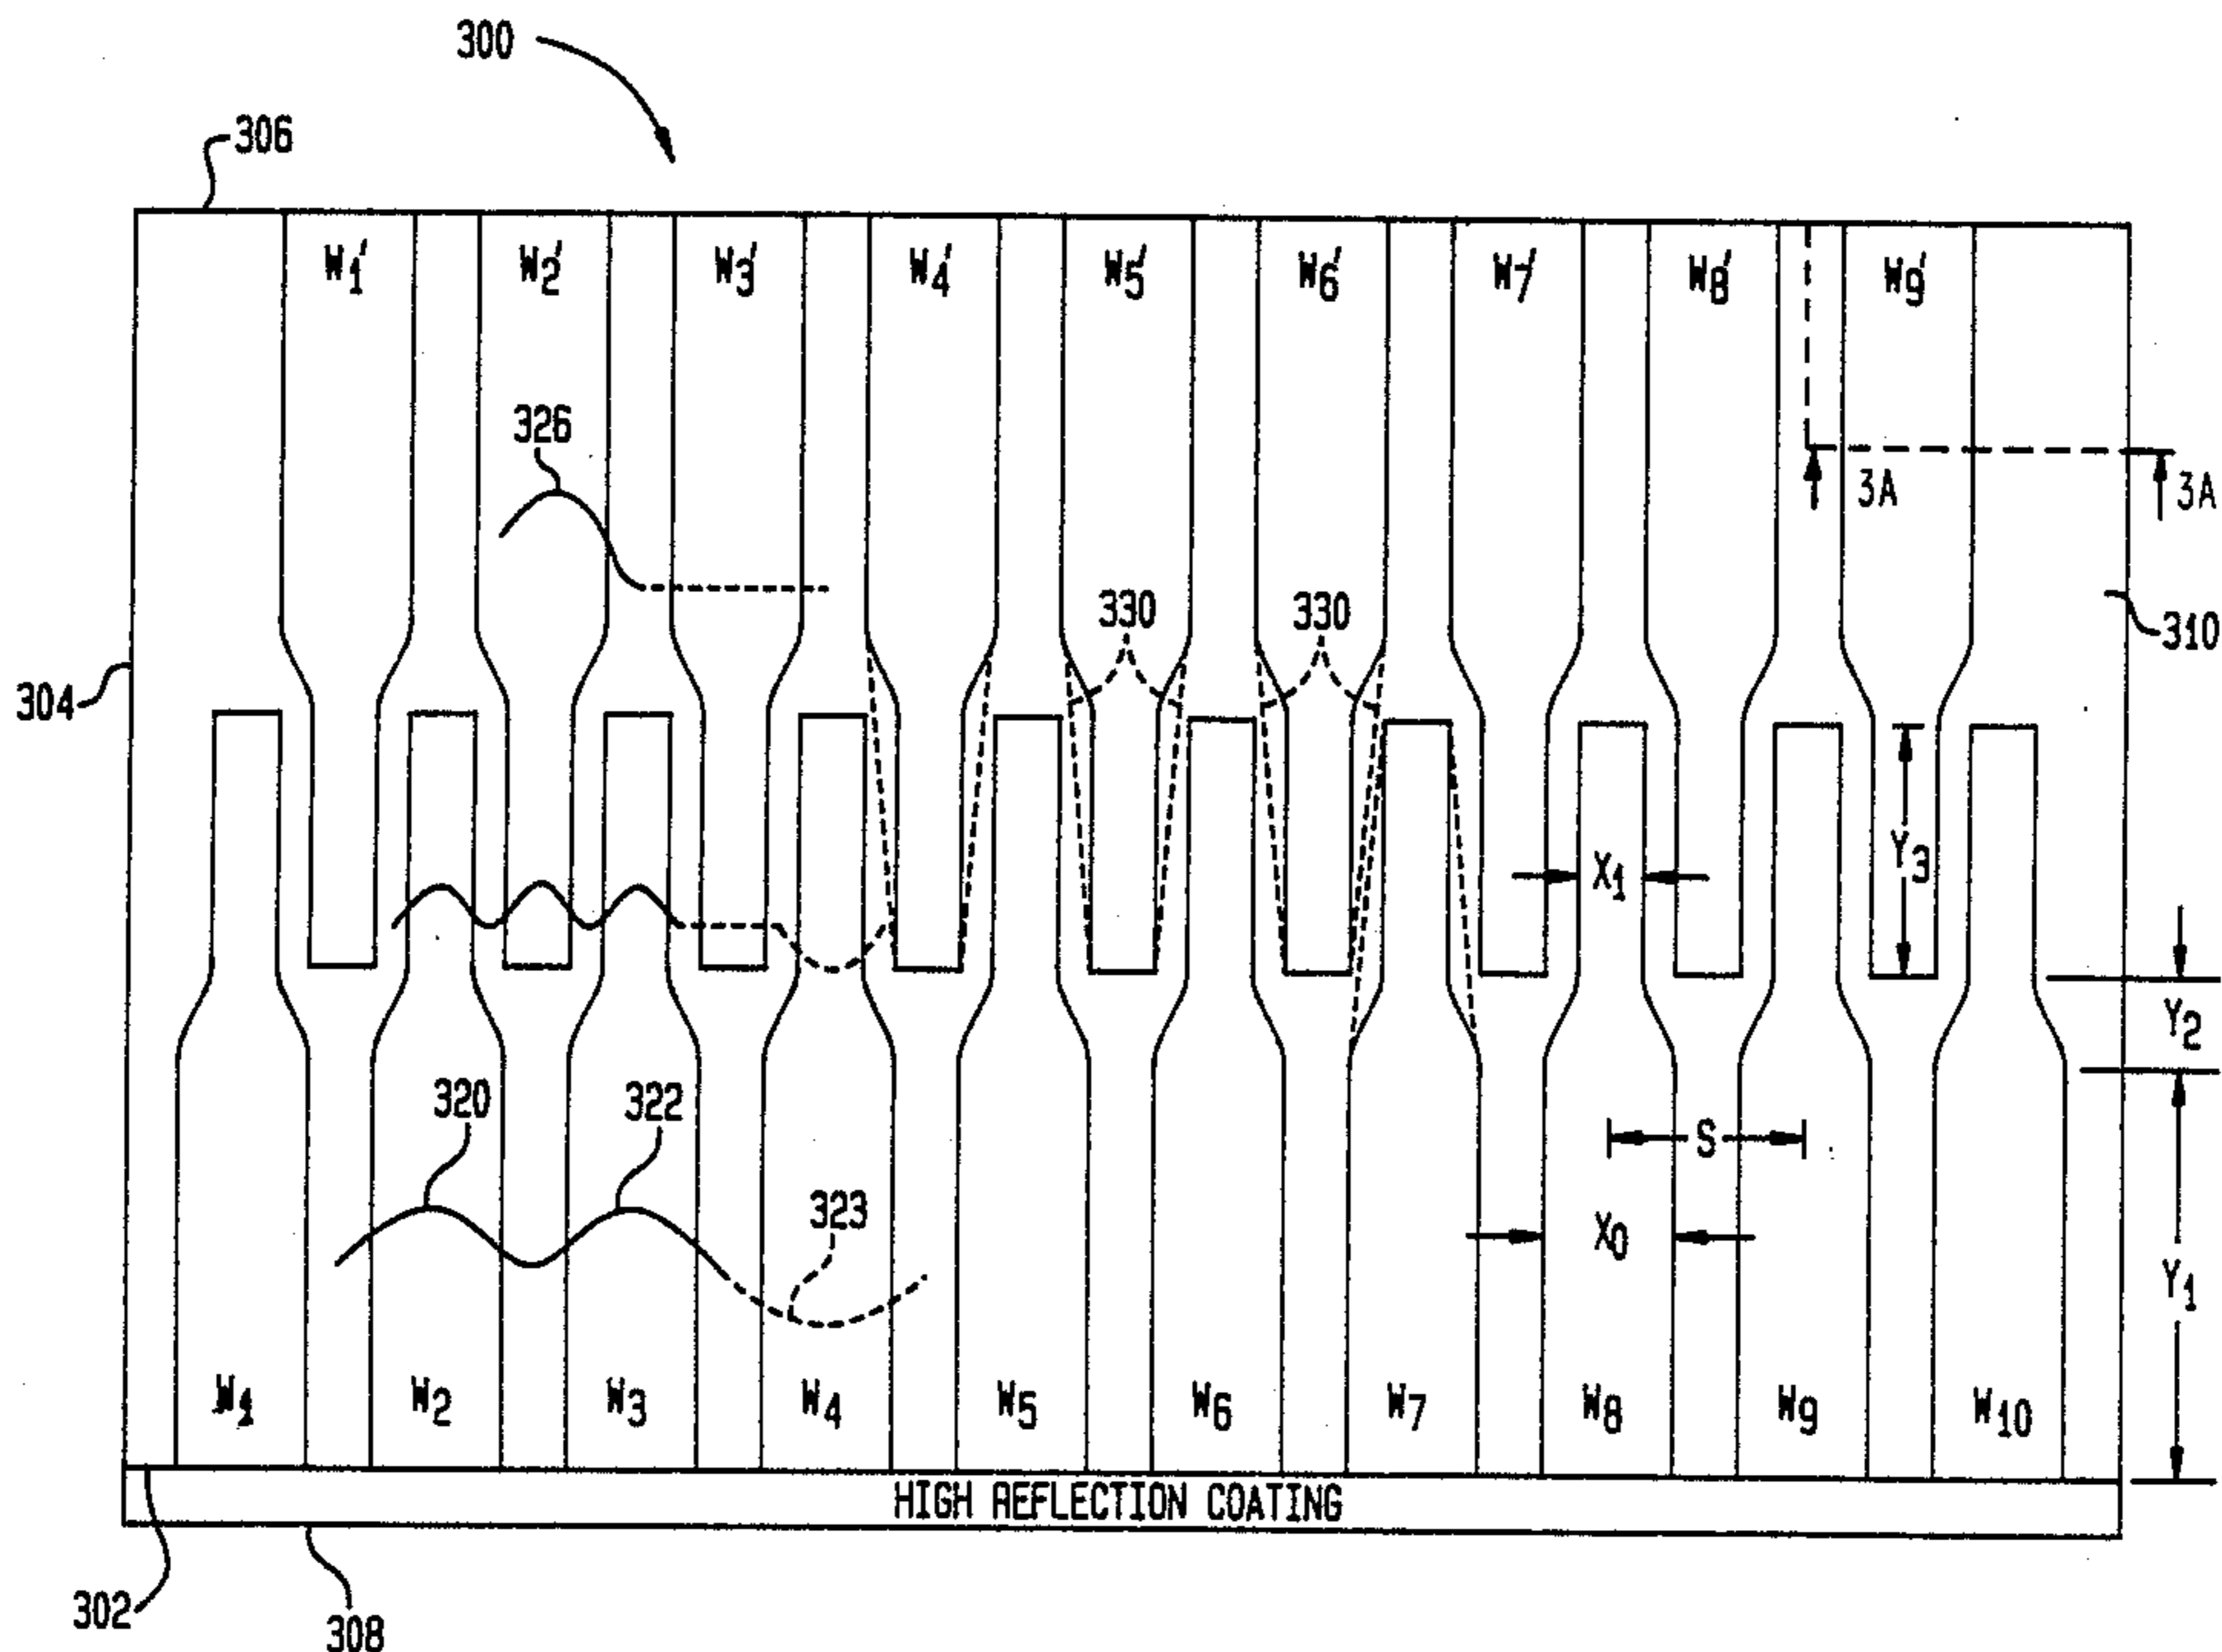 300
306
W1' W2' W3' W4' W5' W6' W7' W8' W9'
326
3A 3A
330 330
310
304
X1 Y3
Y2
320 322
S
323
X0
Y1
W1 W2 W3 W4 W5 W6 W7 W8 W9 W10
HIGH REFLECTION COATING
302
308